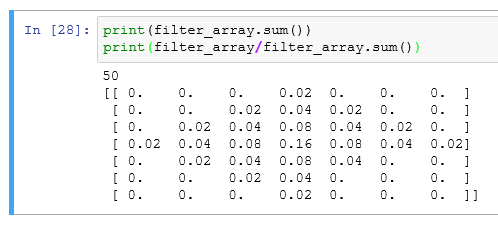 In [28]: print(filter_array.sum())
print(filter_array/filter_array.sum())
50
[[ 0. 0. 0. 0.02 0. 0. 0. ]
[ 0. 0. 0.02 0.04 0.02 0. 0. ]
[ 0. 0.02 0.04 0.08 0.04 0.02 0. ]
[ 0.02 0.04 0.08 0.16 0.08 0.04 0.02]
[ 0. 0.02 0.04 0.08 0.04 0. 0. ]
[ 0. 0. 0.02 0.04 0. 0. 0. ]
[ 0. 0. 0. 0.02 0. 0. 0. ]]